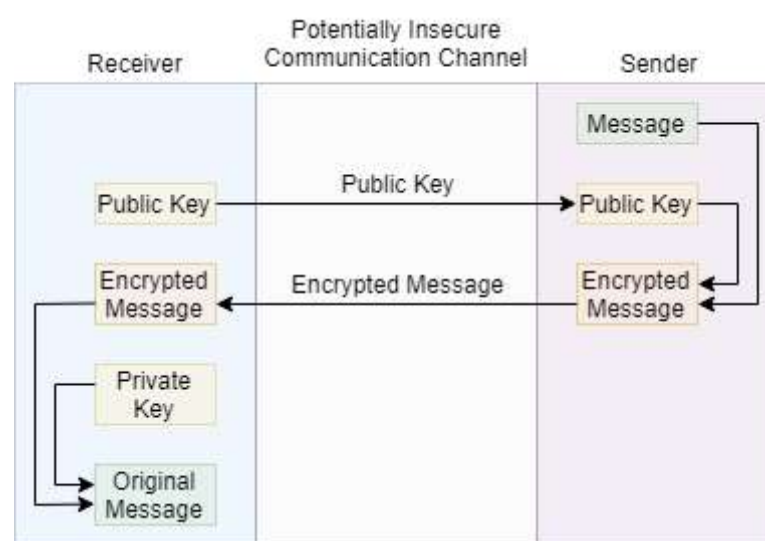 Potentially Insecure
Communication Channel
Receiver
Sender
Message
Public Key
Public Key
Public Key
Encrypted
Message
Encrypted Message
Encrypted
Message
Private
Key
Original
Message